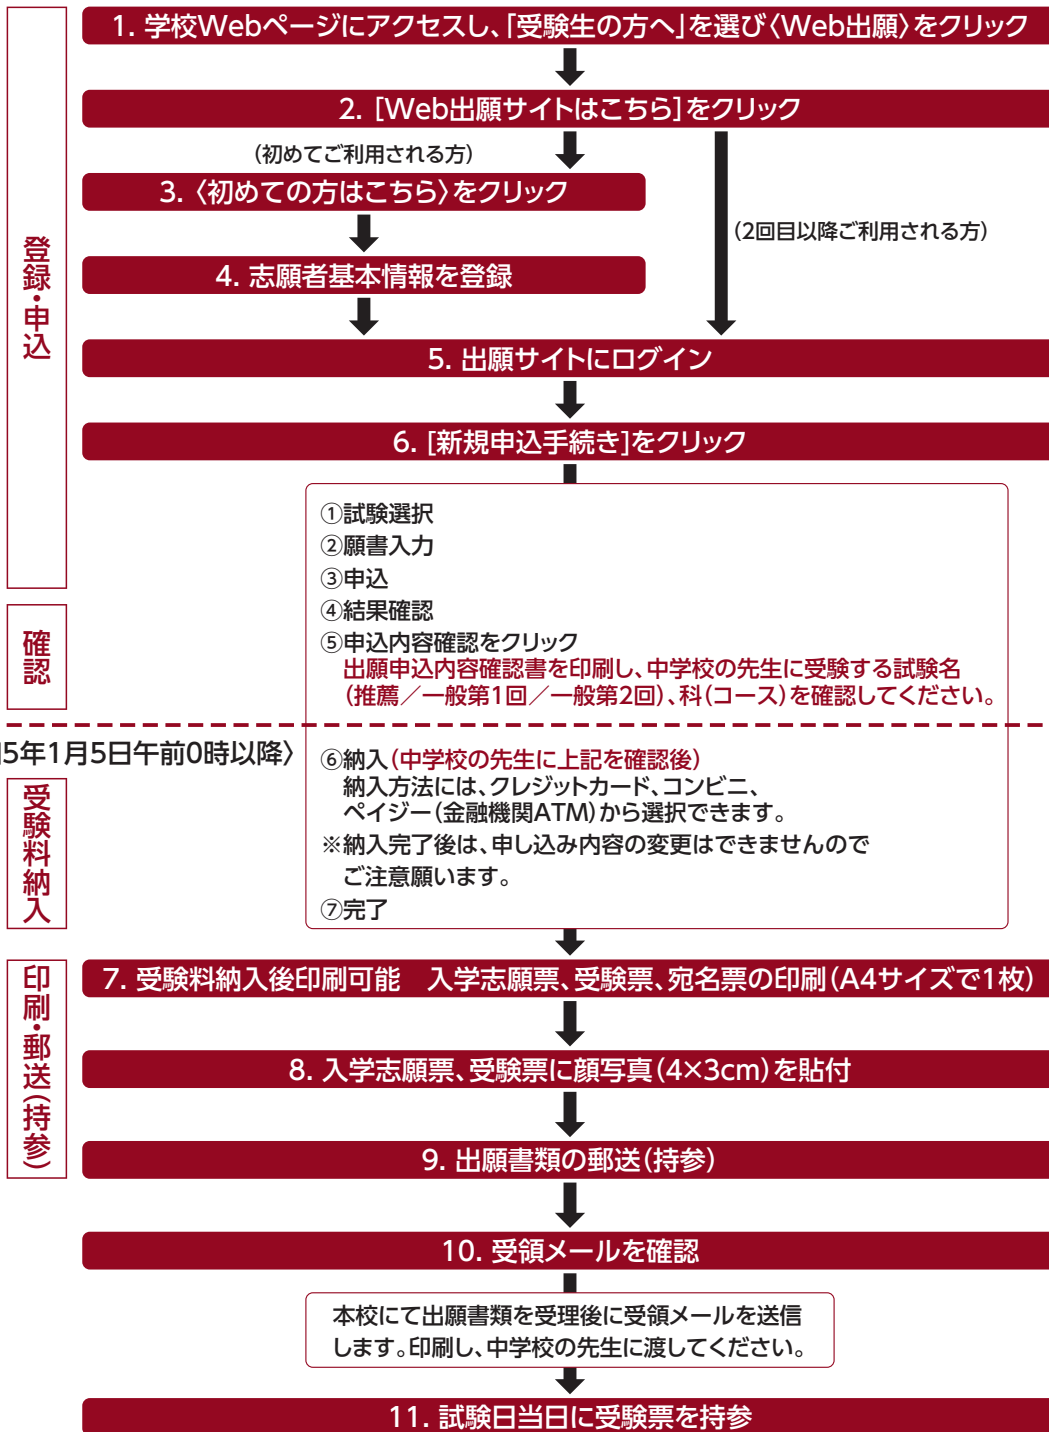 1. 学校Webページにアクセスし、「受験生の方へ」を選び〈Web出願〉をクリック
2. [Web出願サイトはこちら]をクリック
(初めてご利用される方)
3. 〈初めての方はこちら〉をクリック
(2回目以降ご利用される方)
4. 志願者基本情報を登録
登録・申込
5. 出願サイトにログイン
6. [新規申込手続き]をクリック
①試験選択
②願書入力
③申込
④結果確認
確認
⑤申込内容確認をクリック
出願申込内容確認書を印刷し、中学校の先生に受験する試験名
(推薦／一般第1回／一般第2回)、科(コース)を確認してください。
5年1月5日午前0時以降〉
受験料納入
⑥納入(中学校の先生に上記を確認後)
納入方法には、クレジットカード、コンビニ、
ペイジー(金融機関ATM)から選択できます。
※納入完了後は、申し込み内容の変更はできませんので
ご注意願います。
⑦完了
印刷・郵送(持参)
7. 受験料納入後印刷可能　入学志願票、受験票、宛名票の印刷(A4サイズで1枚)
8. 入学志願票、受験票に顔写真(4×3cm)を貼付
9. 出願書類の郵送(持参)
10. 受領メールを確認
本校にて出願書類を受理後に受領メールを送信
します。印刷し、中学校の先生に渡してください。
11. 試験日当日に受験票を持参